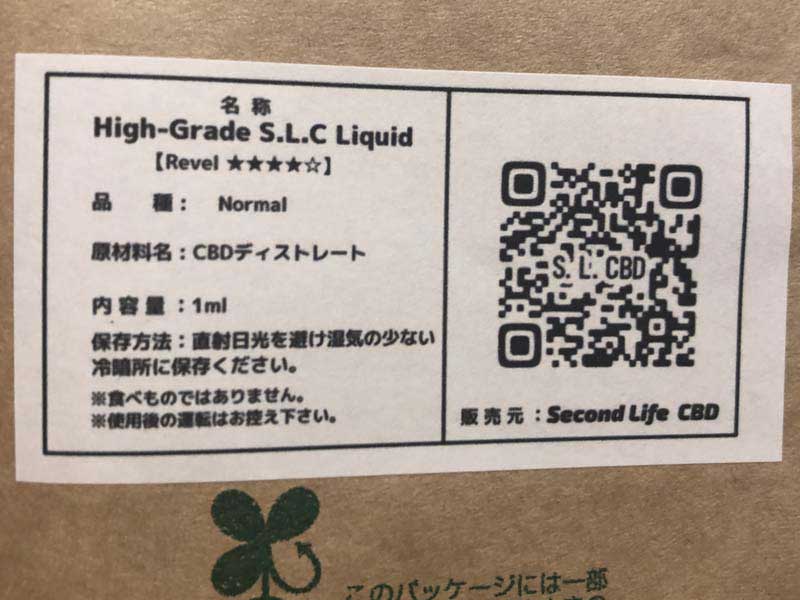 名称
High-Grade S.L.C Liquid
【Revel ★★★★☆】
品 種： Normal
原材料名：CBDディストレート
内容量：1ml
保存方法：直射日光を避け湿気の少ない
冷暗所に保存ください。
※食べものではありません。
※使用後の運転はお控え下さい。
S. L. CBD
販売元：Second Life CBD
このパッケージには一部